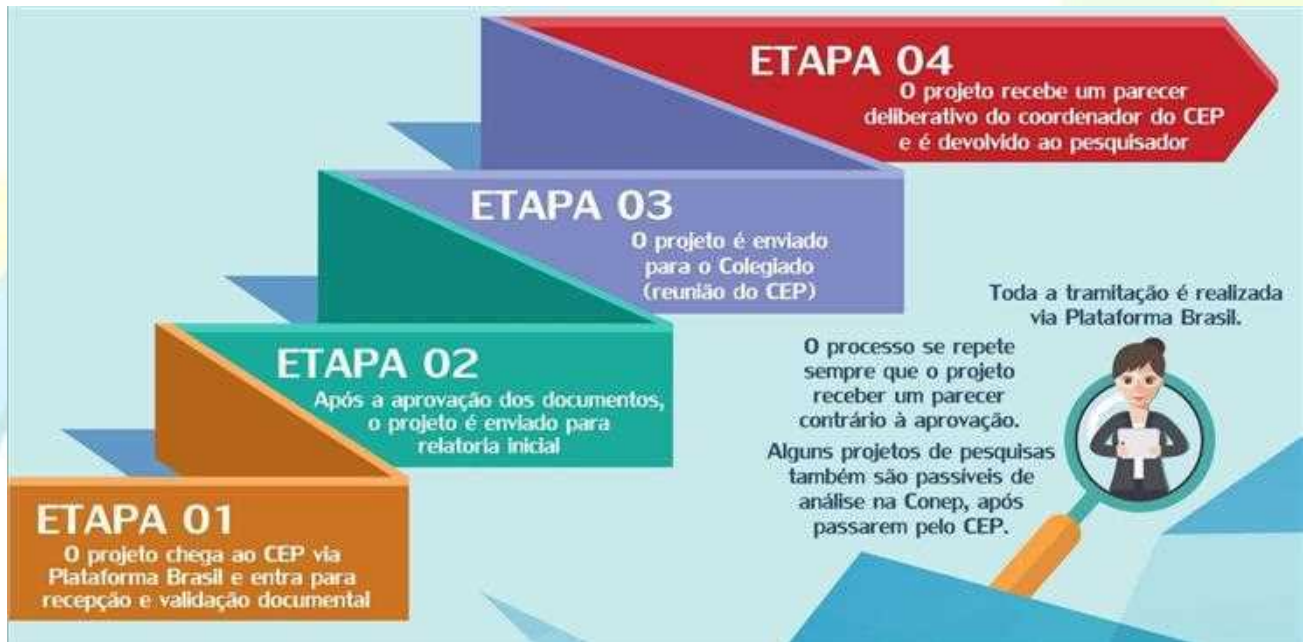 ETAPA 04
O projeto recebe um parecer
deliberativo do coordenador do CEP
e é devolvido ao pesquisador
ETAPA 03
O projeto é enviado
para o Colegiado
(reunião do CEP)
ETAPA 02
Após a aprovação dos documentos,
o projeto é enviado para
relatoria inicial
ETAPA 01
O projeto chega ao CEP via
Plataforma Brasil e entra para
recepção e validação documental
Toda a tramitação é realizada
via Plataforma Brasil.
O processo se repete
sempre que o projeto
receber um parecer
contrário à aprovação.
Alguns projetos de pesquisas
também são passíveis de
análise na Conep, após
passarem pelo CEP.